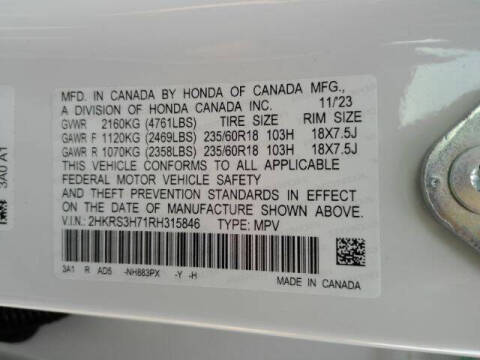 MFD. IN CANADA BY HONDA OF CANADA MFG.,
A DIVISION OF HONDA CANADA INC. 11/'23
GVWR 2160KG (4761LBS) TIRE SIZE RIM SIZE
GAWR F 1120KG (2469LBS) 235/60R18 103H 18X7.5J
GAWR R 1070KG (2358LBS) 235/60R18 103H 18X7.5J
THIS VEHICLE CONFORMS TO ALL APPLICABLE
FEDERAL MOTOR VEHICLE SAFETY
AND THEFT PREVENTION STANDARDS IN EFFECT
ON THE DATE OF MANUFACTURE SHOWN ABOVE.
V.I.N.: 2HKRS3H71RH315846 TYPE: MPV
3A1 R AD5 -NH883PX -Y -H
MADE IN CANADA
3A0 A1